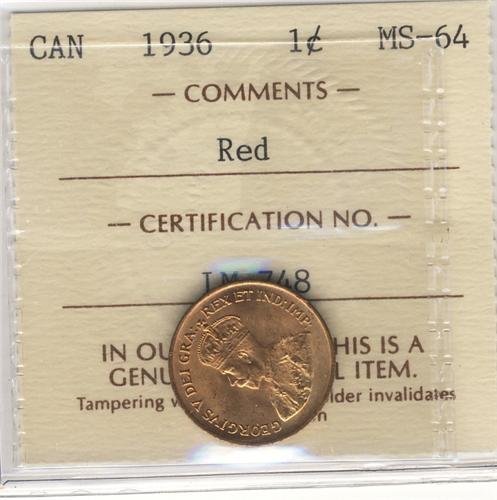 CAN 1936 1¢ MS-64
— COMMENTS —
Red
— CERTIFICATION NO. —
748
IN OU HIS IS A
GENU L ITEM.
Tampering w lder invalidates
n
GEORGIVS V DEI GRA: REX ET IND: IMP: